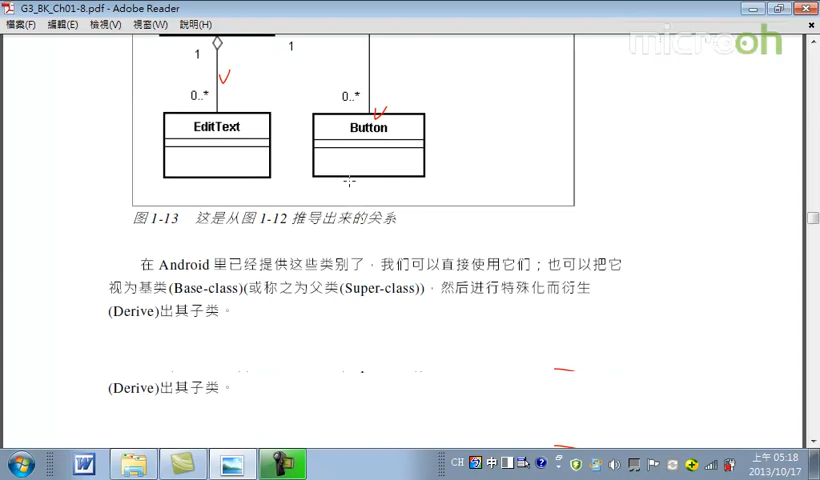 G3_BK_Ch01-8.pdf - Adobe Reader
檔案(F) 編輯(E) 檢視(V) 視窗(W) 說明(H)
microoh
1 1
0..* 0..*
EditText Button
图 1-13 这是从图 1-12 推导出来的关系
在 Android 里已经提供这些类别了，我们可以直接使用它们；也可以把它
视为基类(Base-class)(或称之为父类(Super-class))，然后进行特殊化而衍生
(Derive)出其子类。
(Derive)出其子类。
CH 中
上午 05:18
2013/10/17